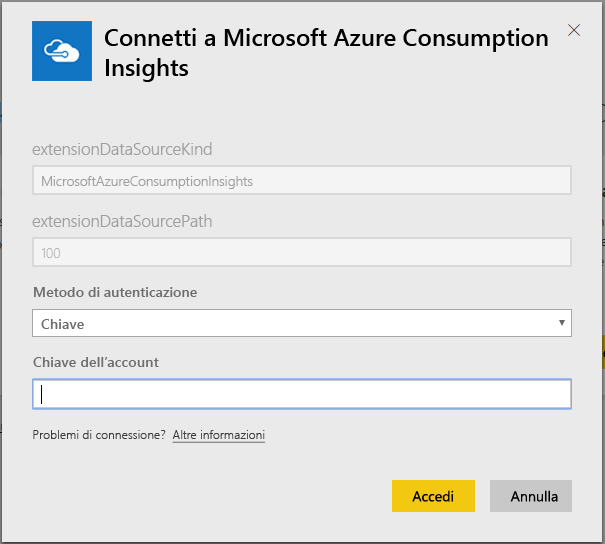 Connetti a Microsoft Azure Consumption
Insights
extensionDataSourceKind
MicrosoftAzureConsumptionInsights
extensionDataSourcePath
100
Metodo di autenticazione
Chiave
Chiave dell’account
Problemi di connessione? Altre informazioni
Accedi Annulla